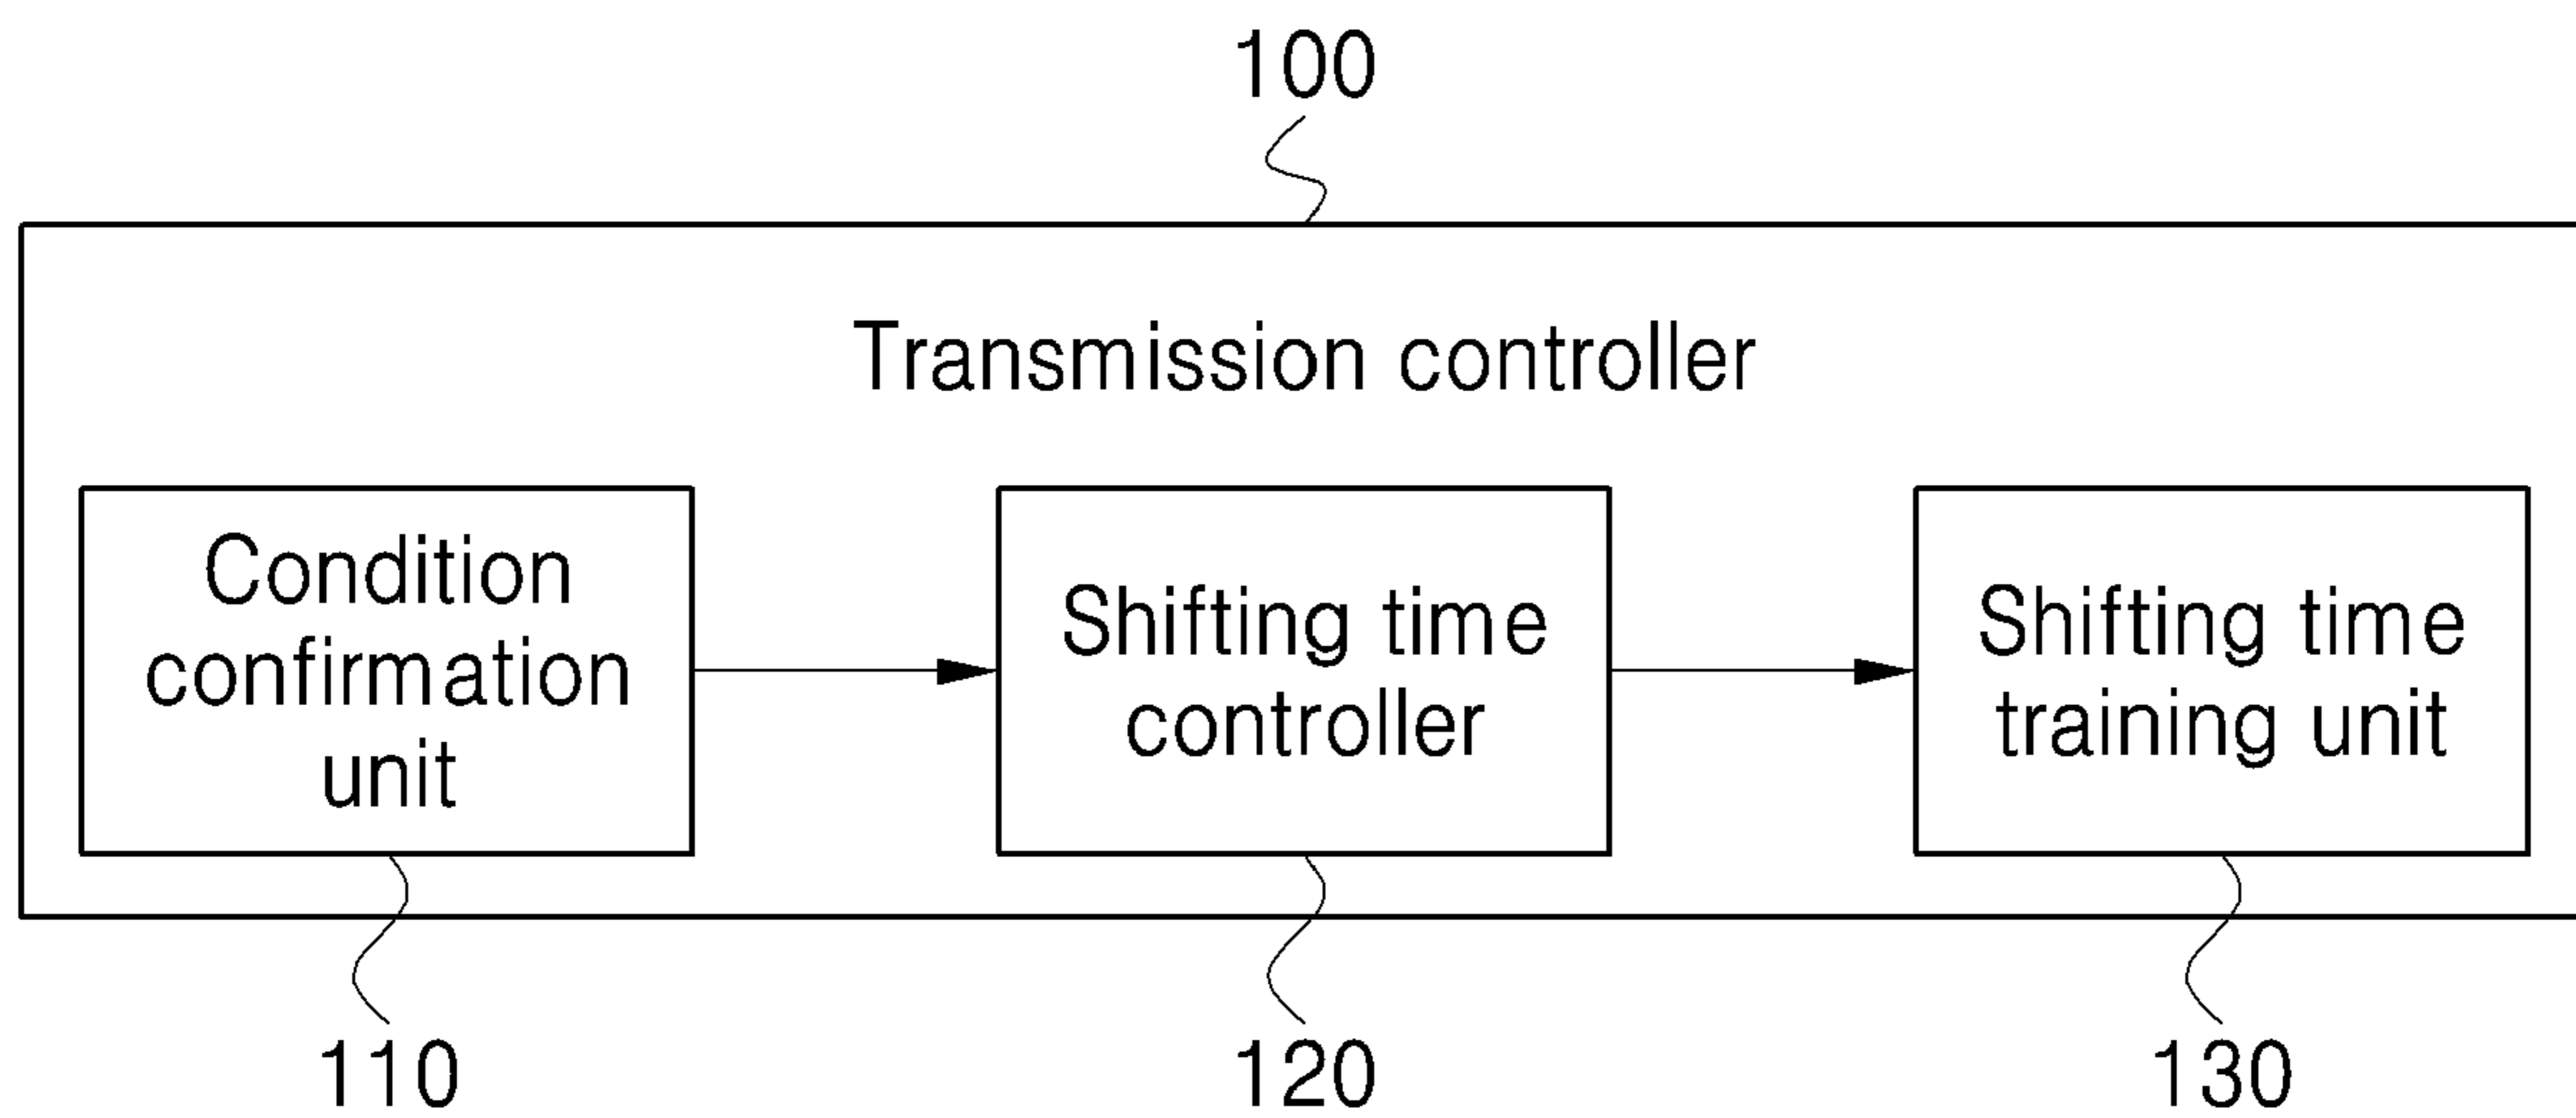 100
Transmission controller
Condition
confirmation
unit
Shifting time
controller
Shifting time
training unit
110
120
130